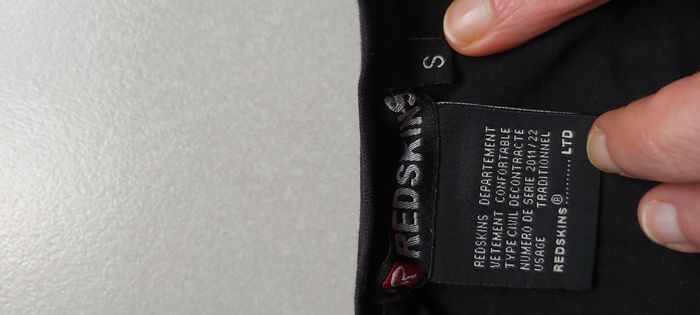 S
REDSKINS
REDSKINS DEPARTEMENT
VETEMENT CONFORTABLE
TYPE CIVIL DECONTRACTE
NUMERO DE SERIE 2011/22
USAGE TRADITIONNEL
REDSKINS®........... LTD